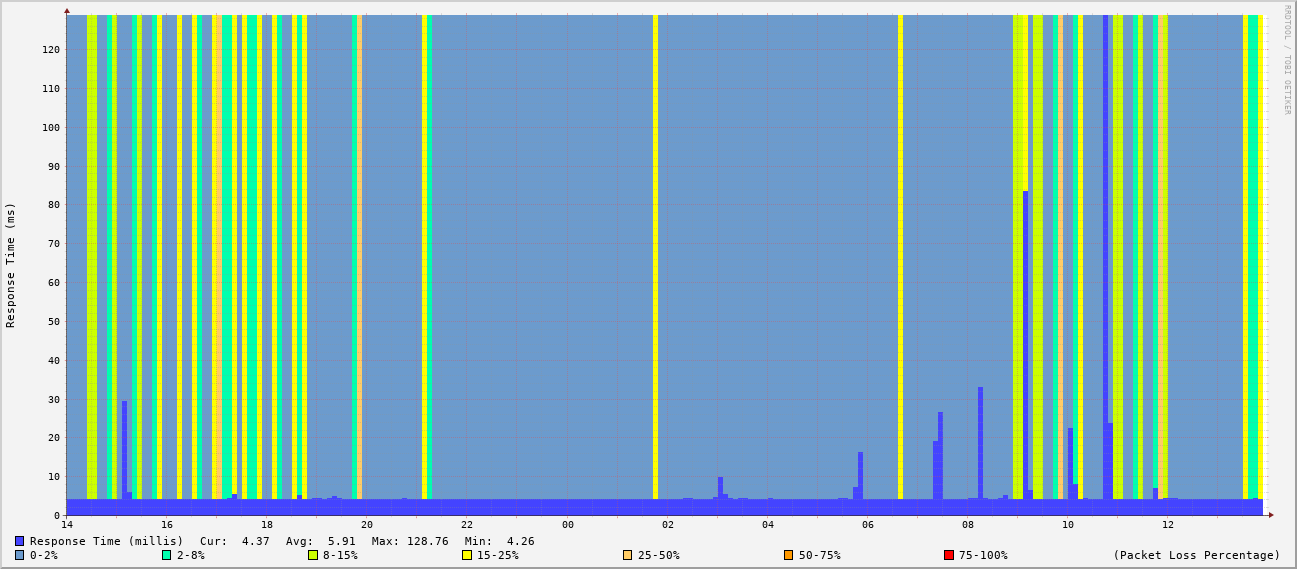 RRDTOOL / TOBI OETIKER
Response Time (ms)
120
110
100
90
80
70
60
50
40
30
20
10
0
14 16 18 20 22 00 02 04 06 08 10 12
Response Time (millis) Cur: 4.37 Avg: 5.91 Max: 128.76 Min: 4.26
0-2% 2-8% 8-15% 15-25% 25-50% 50-75% 75-100% (Packet Loss Percentage)